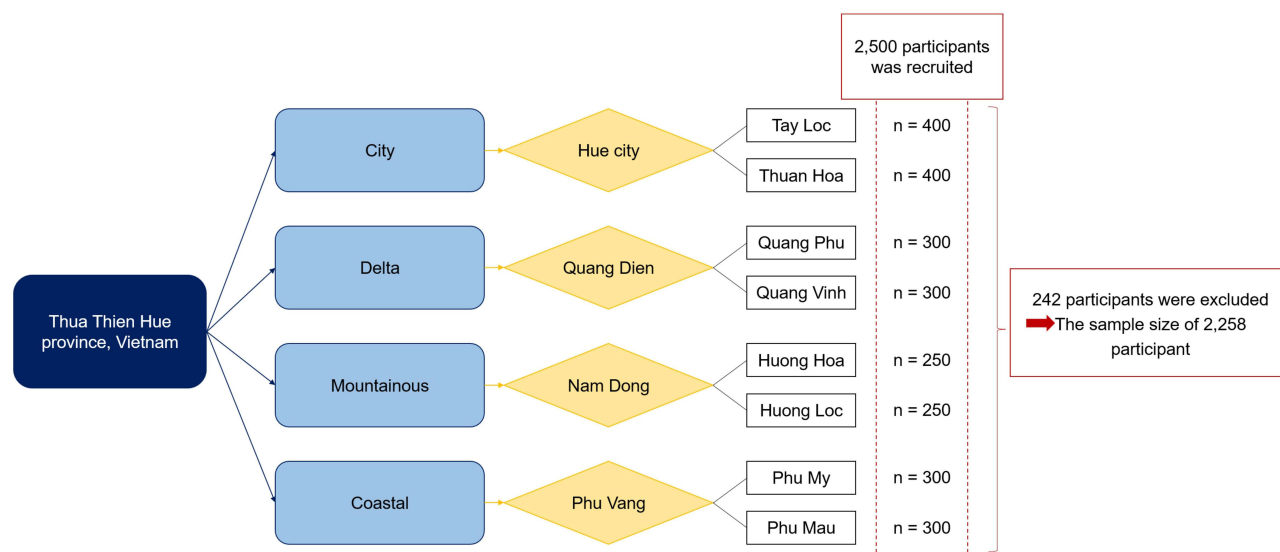 2,500 participants
was recruited
Thua Thien Hue
province, Vietnam
City
Hue city
Tay Loc
n = 400
Thuan Hoa
n = 400
Delta
Quang Dien
Quang Phu
n = 300
Quang Vinh
n = 300
Mountainous
Nam Dong
Huong Hoa
n = 250
Huong Loc
n = 250
Coastal
Phu Vang
Phu My
n = 300
Phu Mau
n = 300
242 participants were excluded
The sample size of 2,258
participant